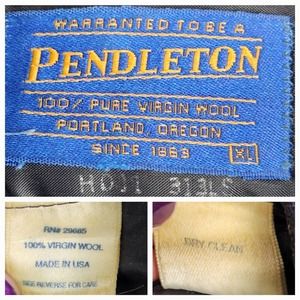 WARRANTED TO BE A
PENDLETON
100% PURE VIRGIN WOOL
PORTLAND, OREGON
SINCE 1863
XL
RN# 29685
100% VIRGIN WOOL
MADE IN USA
SEE REVERSE FOR CARE
DRY CLEAN